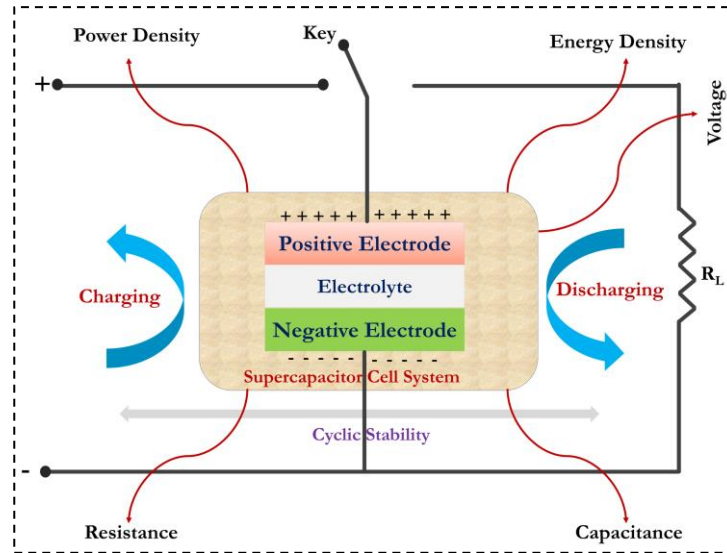 Power Density
Key
Energy Density
Voltage
+
+ + + + + + + + + +
Positive Electrode
Electrolyte
Negative Electrode
- - - - - - - - - -
Supercapacitor Cell System
Charging
Discharging
R_L
Cyclic Stability
-
Resistance
Capacitance